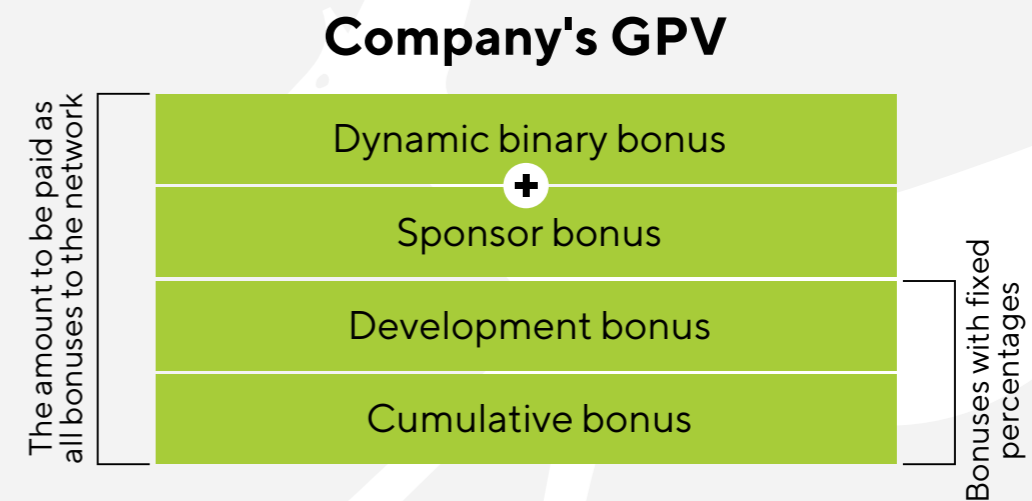 Company's GPV
The amount to be paid as
all bonuses to the network
Dynamic binary bonus
+
Sponsor bonus
Development bonus
Cumulative bonus
Bonuses with fixed
percentages